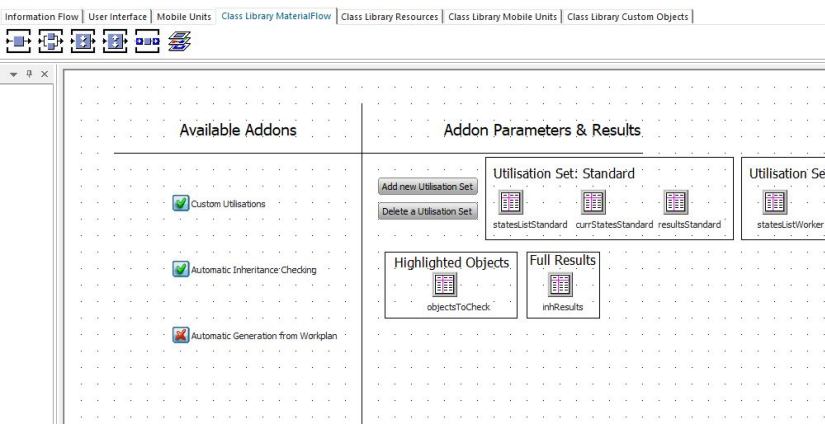 Information Flow | User Interface | Mobile Units | Class Library MaterialFlow | Class Library Resources | Class Library Mobile Units | Class Library Custom Objects
Available Addons
Addon Parameters & Results
Custom Utilisations
Automatic Inheritance Checking
Automatic Generation from Workplan
Add new Utilisation Set
Delete a Utilisation Set
Utilisation Set: Standard
statesListStandard currStatesStandard resultsStandard
Utilisation Se
statesListWorker
Highlighted Objects
objectsToCheck
Full Results
inhResults